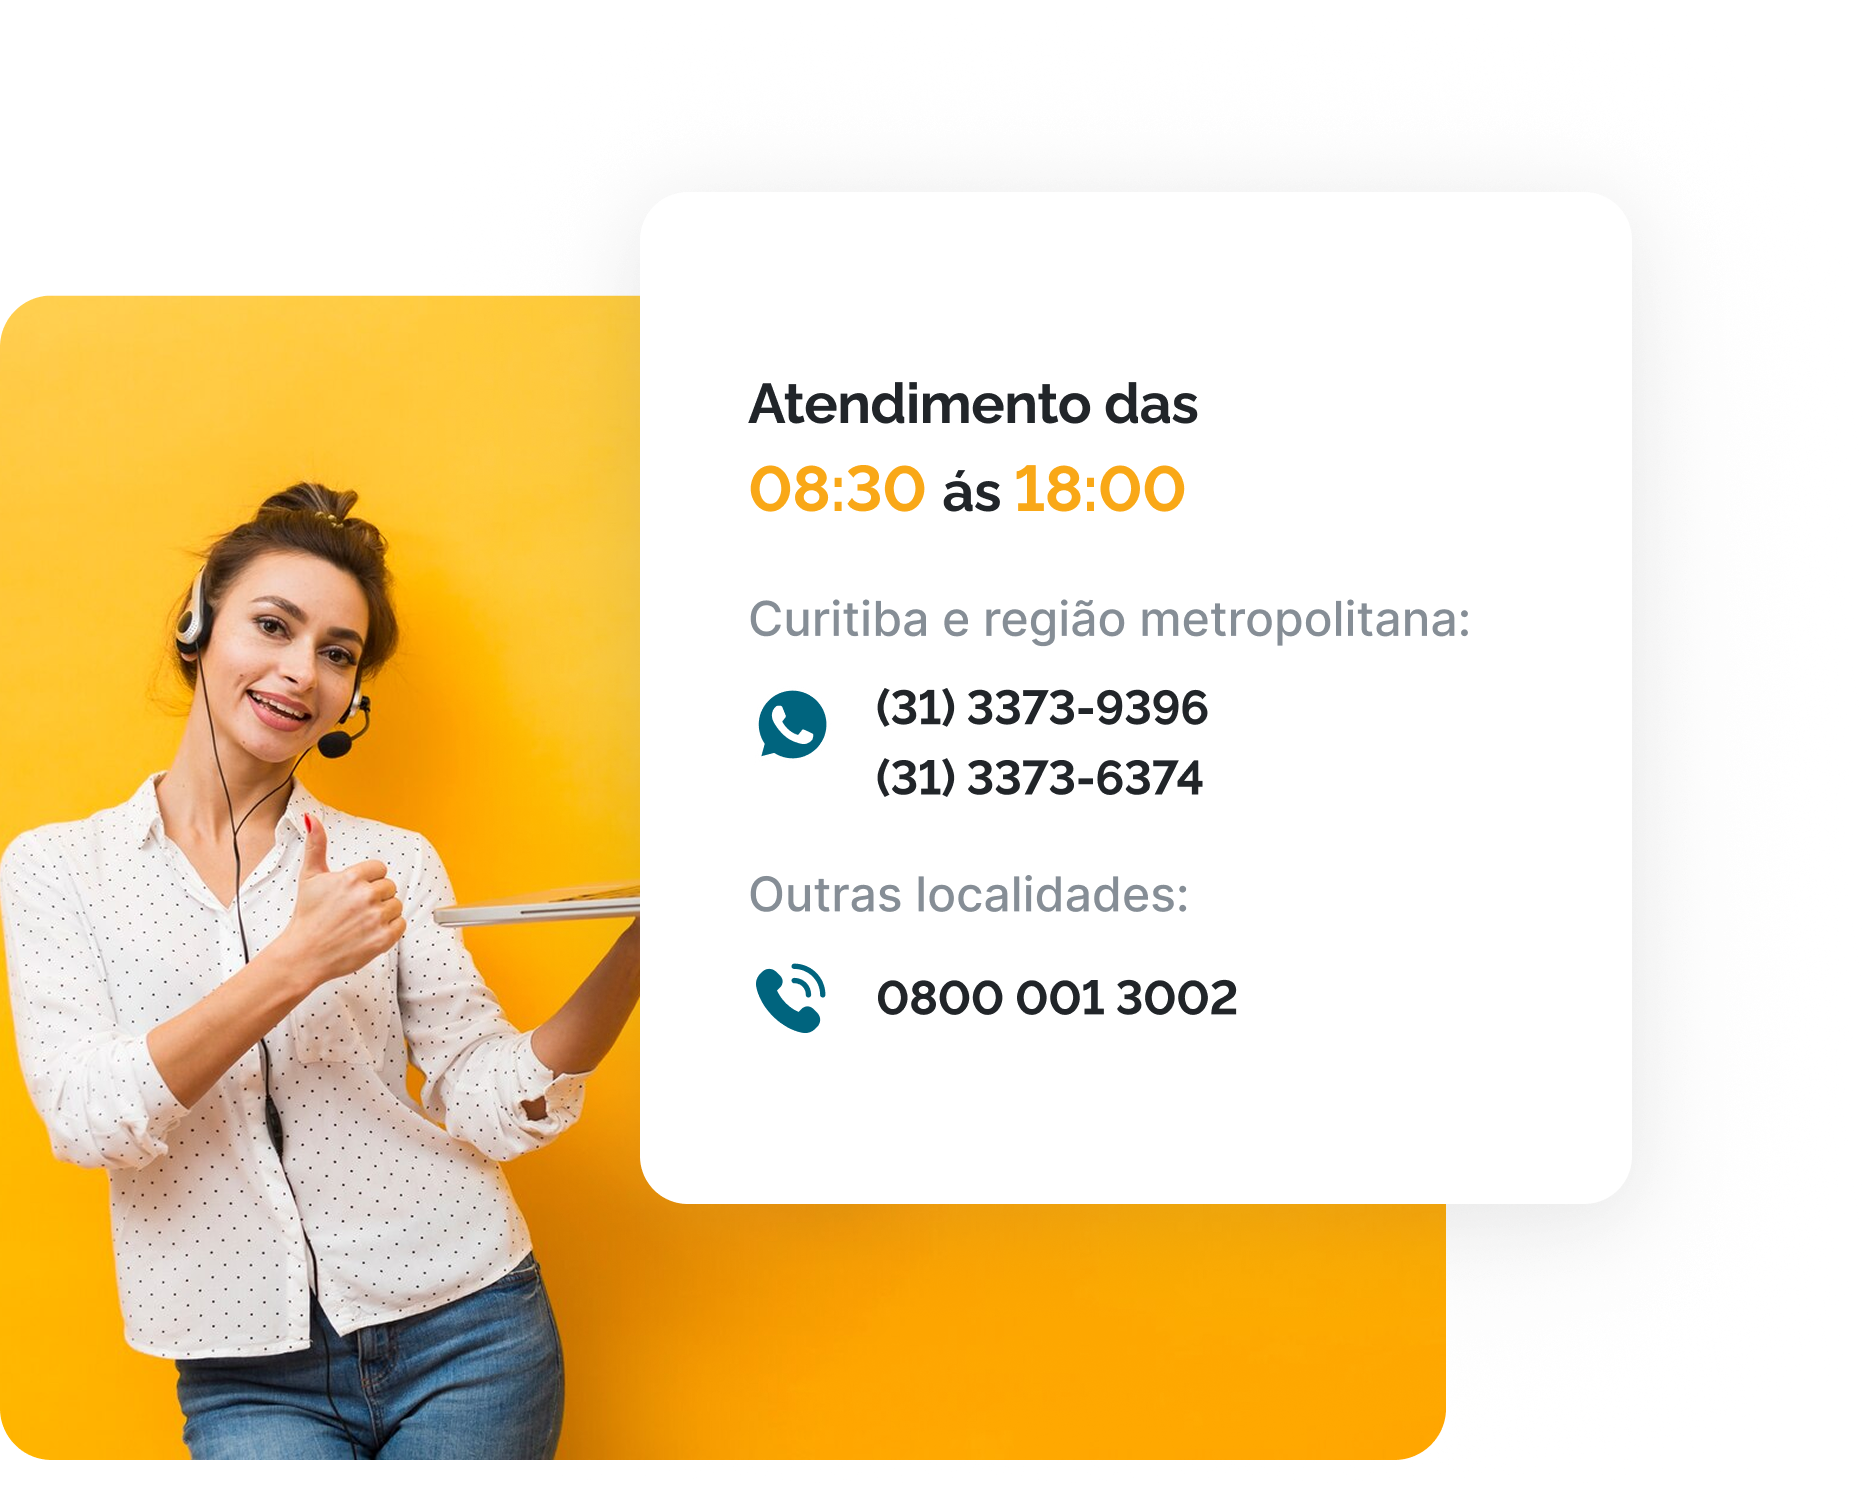 Atendimento das
08:30 ás 18:00
Curitiba e região metropolitana:
(31) 3373-9396
(31) 3373-6374
Outras localidades:
0800 001 3002